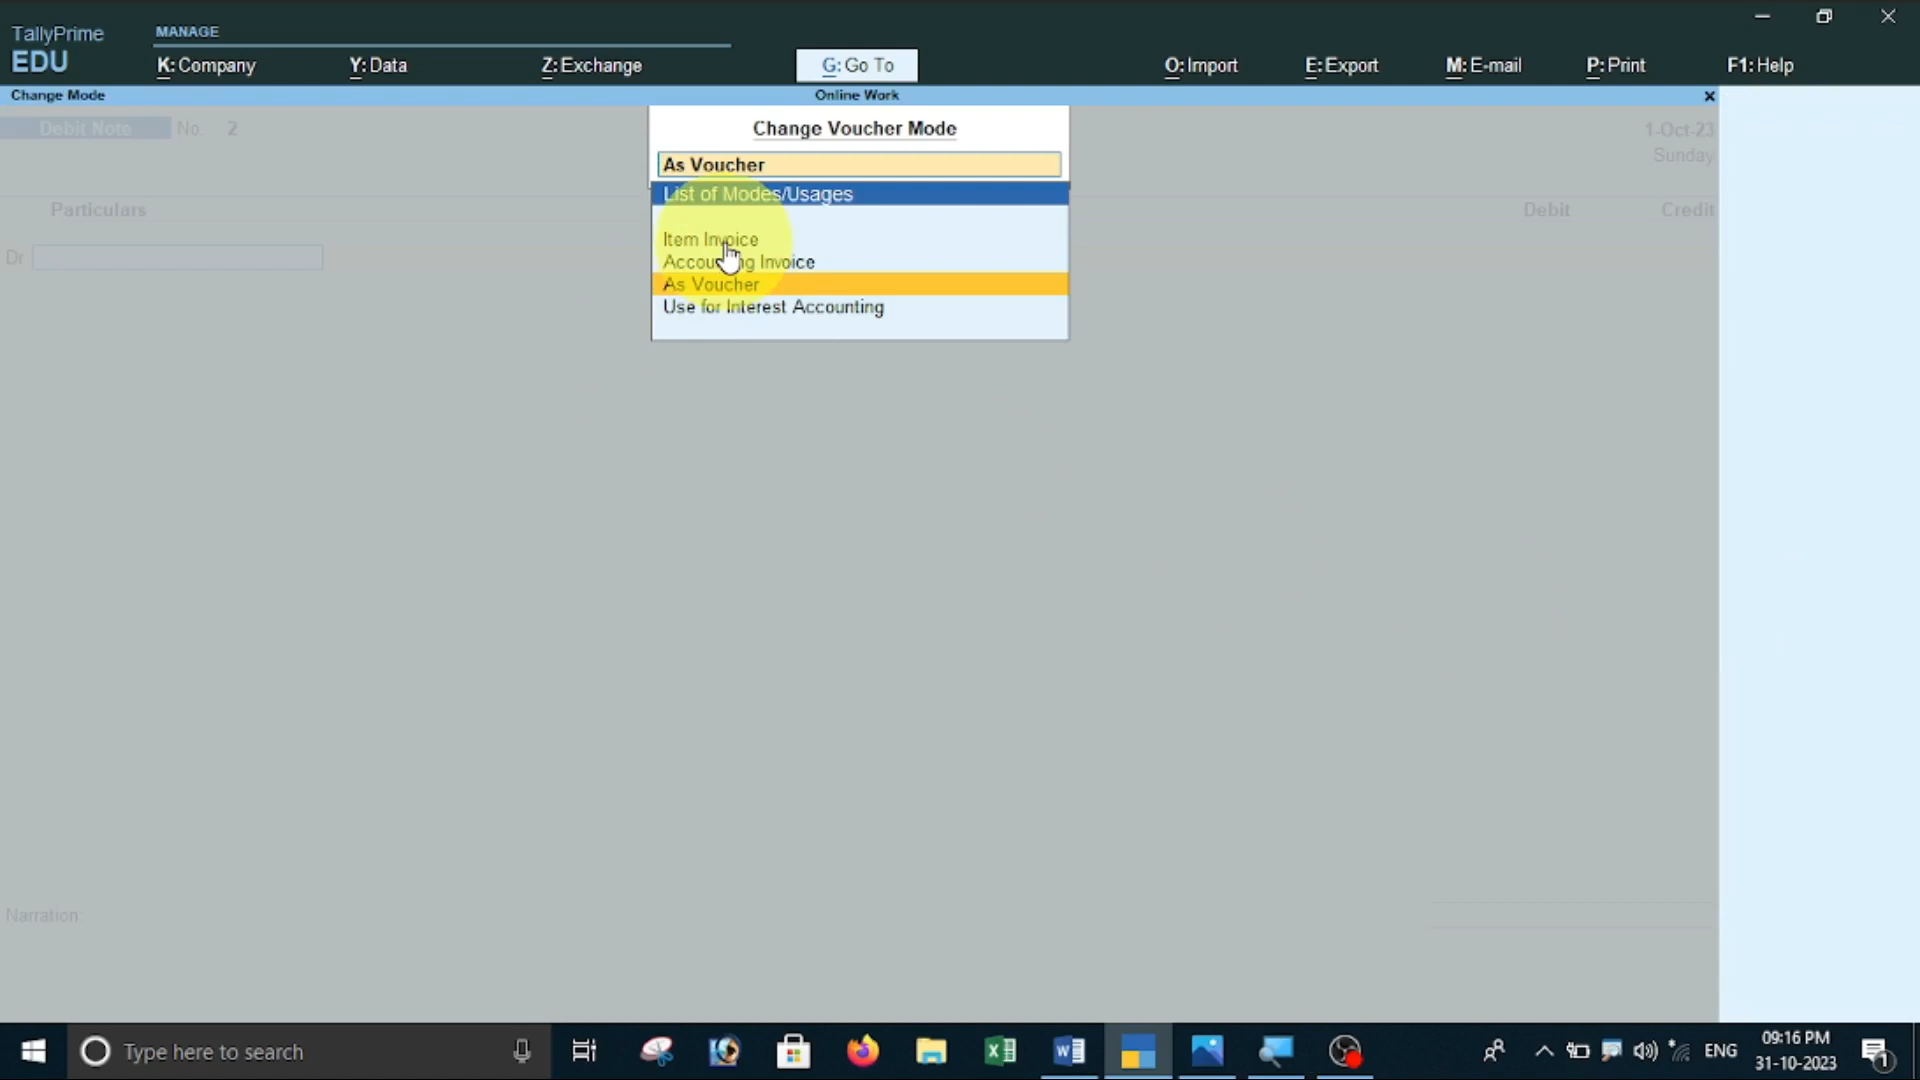 TallyPrime
EDU
MANAGE
K: Company
Y: Data
Z: Exchange
G: Go To
O: Import
E: Export
M: E-mail
P: Print
F1: Help
Change Mode
Online Work
Debit Note No. 2
1-Oct-23
Sunday
Change Voucher Mode
As Voucher
List of Modes/Usages
Item Invoice
Accounting Invoice
As Voucher
Use for Interest Accounting
Particulars
Debit
Credit
Dr
Narration:
Type here to search
ENG
09:16 PM
31-10-2023
1